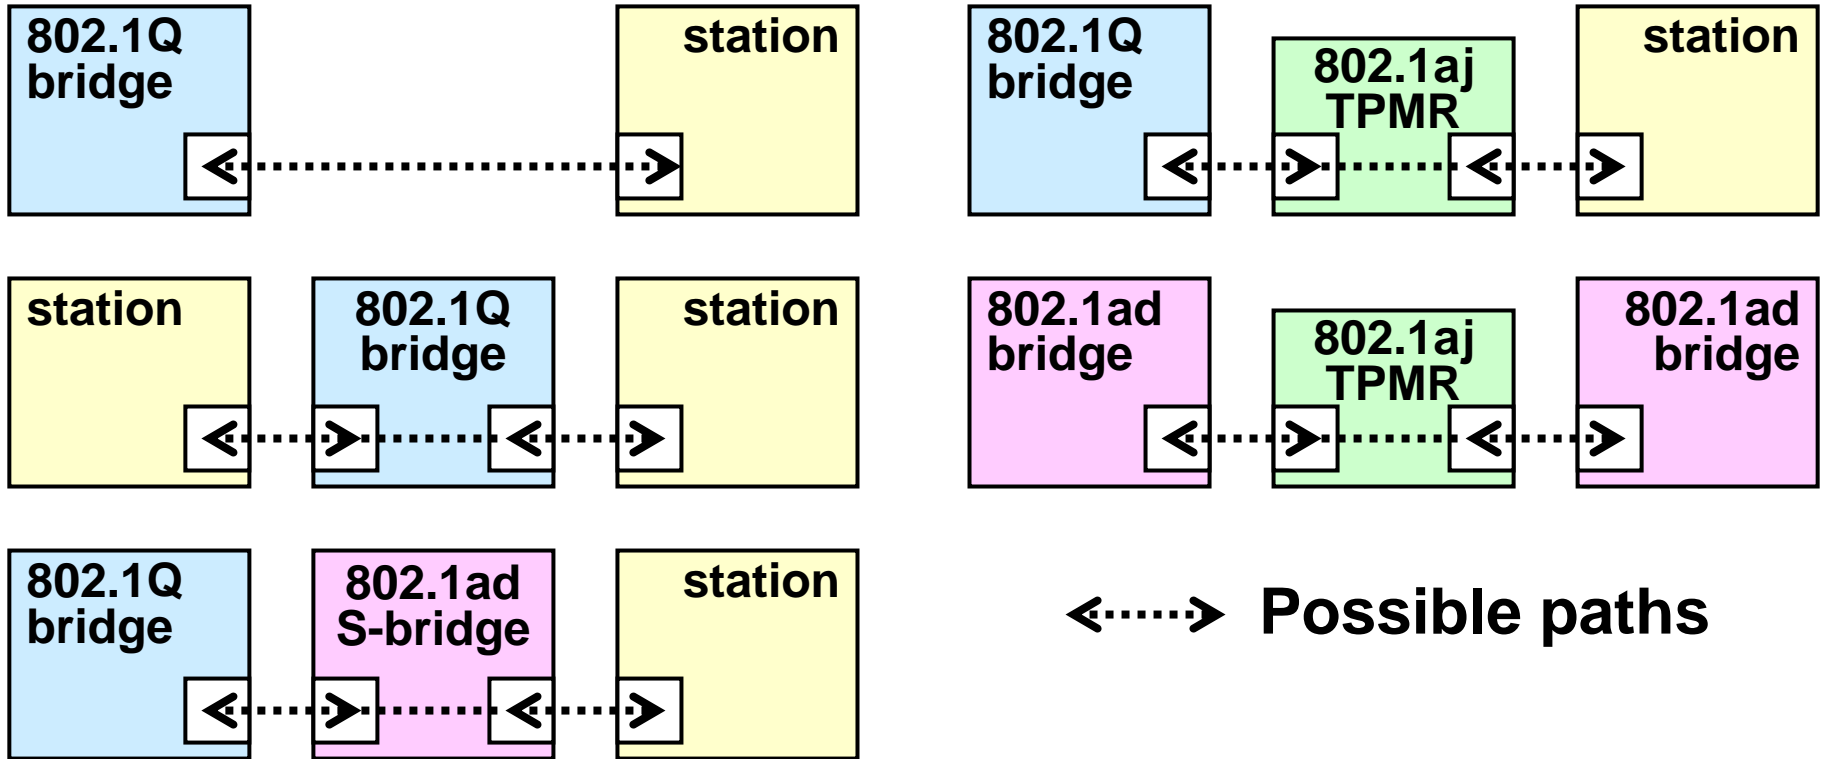 802.1Q
bridge
station
802.1Q
bridge
802.1aj
TPMR
station
station
802.1Q
bridge
station
802.1ad
bridge
802.1aj
TPMR
802.1ad
bridge
802.1Q
bridge
802.1ad
S-bridge
station
Possible paths